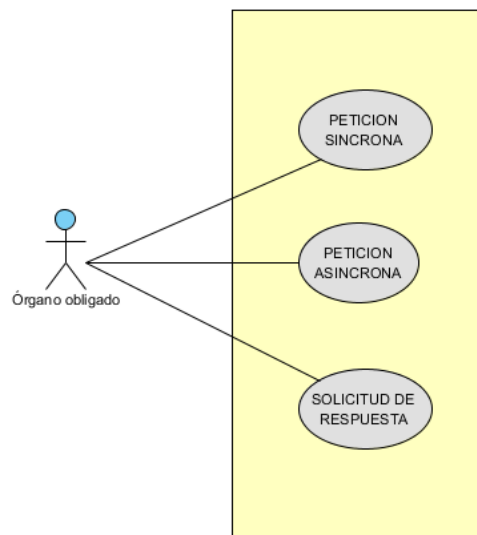 PETICION
SINCRONA
PETICION
ASINCRONA
Órgano obligado
SOLICITUD DE
RESPUESTA